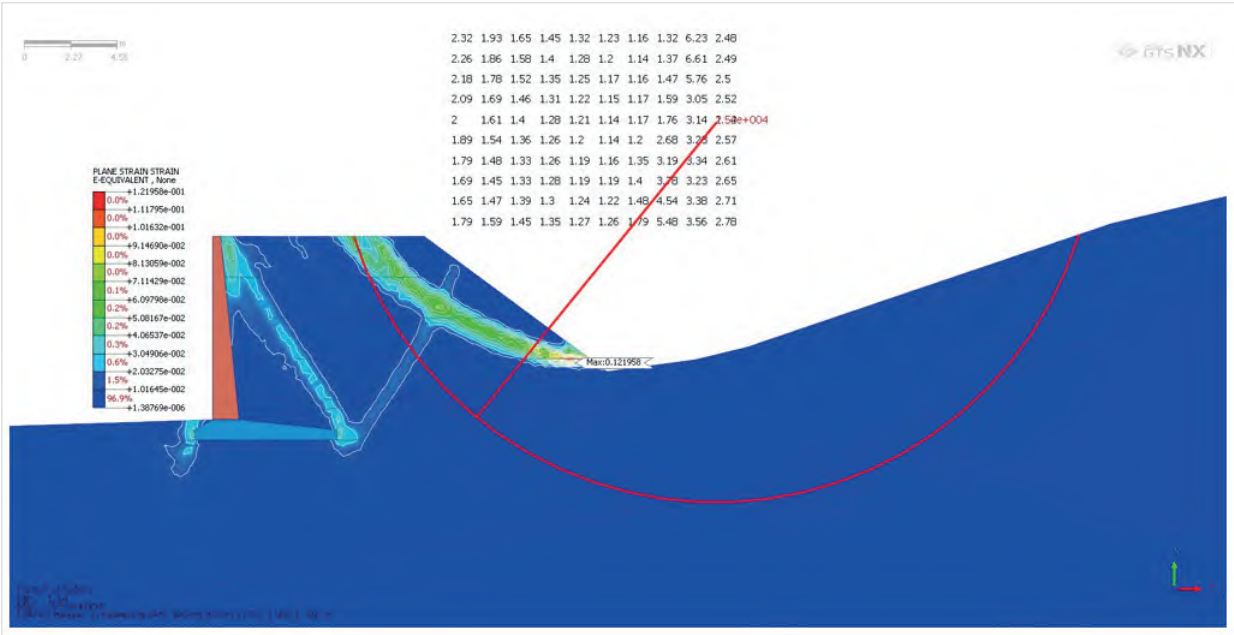 m
0 2.27 4.55
GTS NX
2.32 1.93 1.65 1.45 1.32 1.23 1.16 1.32 6.23 2.48
2.26 1.86 1.58 1.4 1.28 1.2 1.14 1.37 6.61 2.49
2.18 1.78 1.52 1.35 1.25 1.17 1.16 1.47 5.76 2.5
2.09 1.69 1.46 1.31 1.22 1.15 1.17 1.59 3.05 2.52
2 1.61 1.4 1.28 1.21 1.14 1.17 1.76 3.14
1.89 1.54 1.36 1.26 1.2 1.14 1.2 2.68 3.23 2.57
1.79 1.48 1.33 1.26 1.19 1.16 1.35 3.19 3.34 2.61
1.69 1.45 1.33 1.28 1.19 1.19 1.4 3.78 3.23 2.65
1.65 1.47 1.39 1.3 1.24 1.22 1.48 4.54 3.38 2.71
1.79 1.59 1.45 1.35 1.27 1.26 1.79 5.48 3.56 2.78
PLANE STRAIN STRAIN
E-EQUIVALENT , None
+1.21958e-001
0.0%
+1.11795e-001
0.0%
+1.01632e-001
0.0%
+9.14690e-002
0.0%
+8.13059e-002
0.0%
+7.11429e-002
0.1%
+6.09798e-002
0.2%
+5.08167e-002
0.2%
+4.06537e-002
0.3%
+3.04906e-002
0.6%
+2.03275e-002
1.5%
+1.01645e-002
96.9%
+1.38769e-006
Max:0.121958